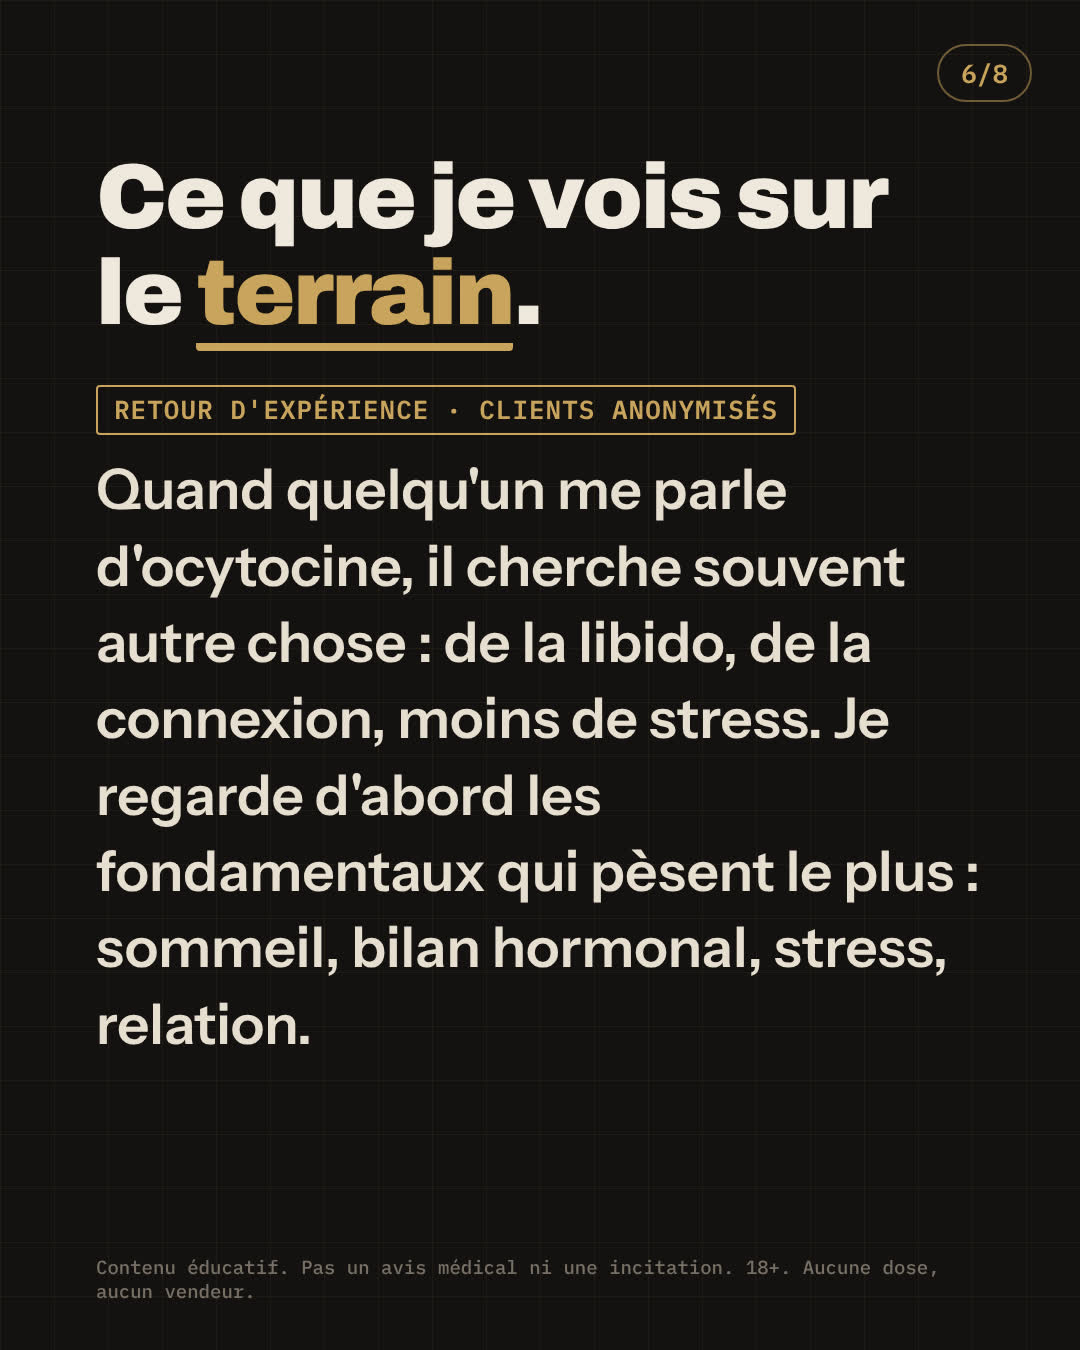 6/8
Ce que je vois sur
le terrain.
RETOUR D'EXPÉRIENCE · CLIENTS ANONYMISÉS
Quand quelqu'un me parle
d'ocytocine, il cherche souvent
autre chose : de la libido, de la
connexion, moins de stress. Je
regarde d'abord les
fondamentaux qui pèsent le plus :
sommeil, bilan hormonal, stress,
relation.
Contenu éducatif. Pas un avis médical ni une incitation. 18+. Aucune dose,
aucun vendeur.